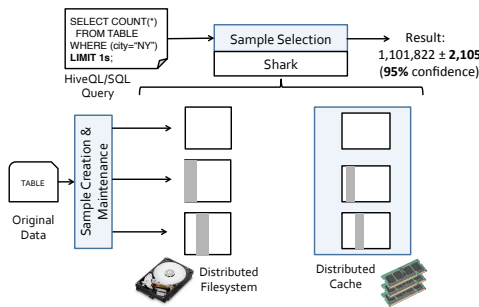 SELECT COUNT(*)
FROM TABLE
WHERE (city="NY")
LIMIT 1s;
HiveQL/SQL
Query
Sample Selection
Shark
Result:
1,101,822 ± 2,105
(95% confidence)
TABLE
Original
Data
Sample Creation &
Maintenance
Distributed
Filesystem
Distributed
Cache